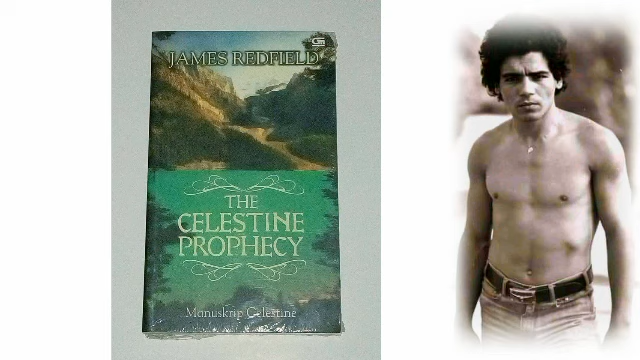 JAMES REDFIELD
THE
CELESTINE
PROPHECY
Manuskrip Celestine